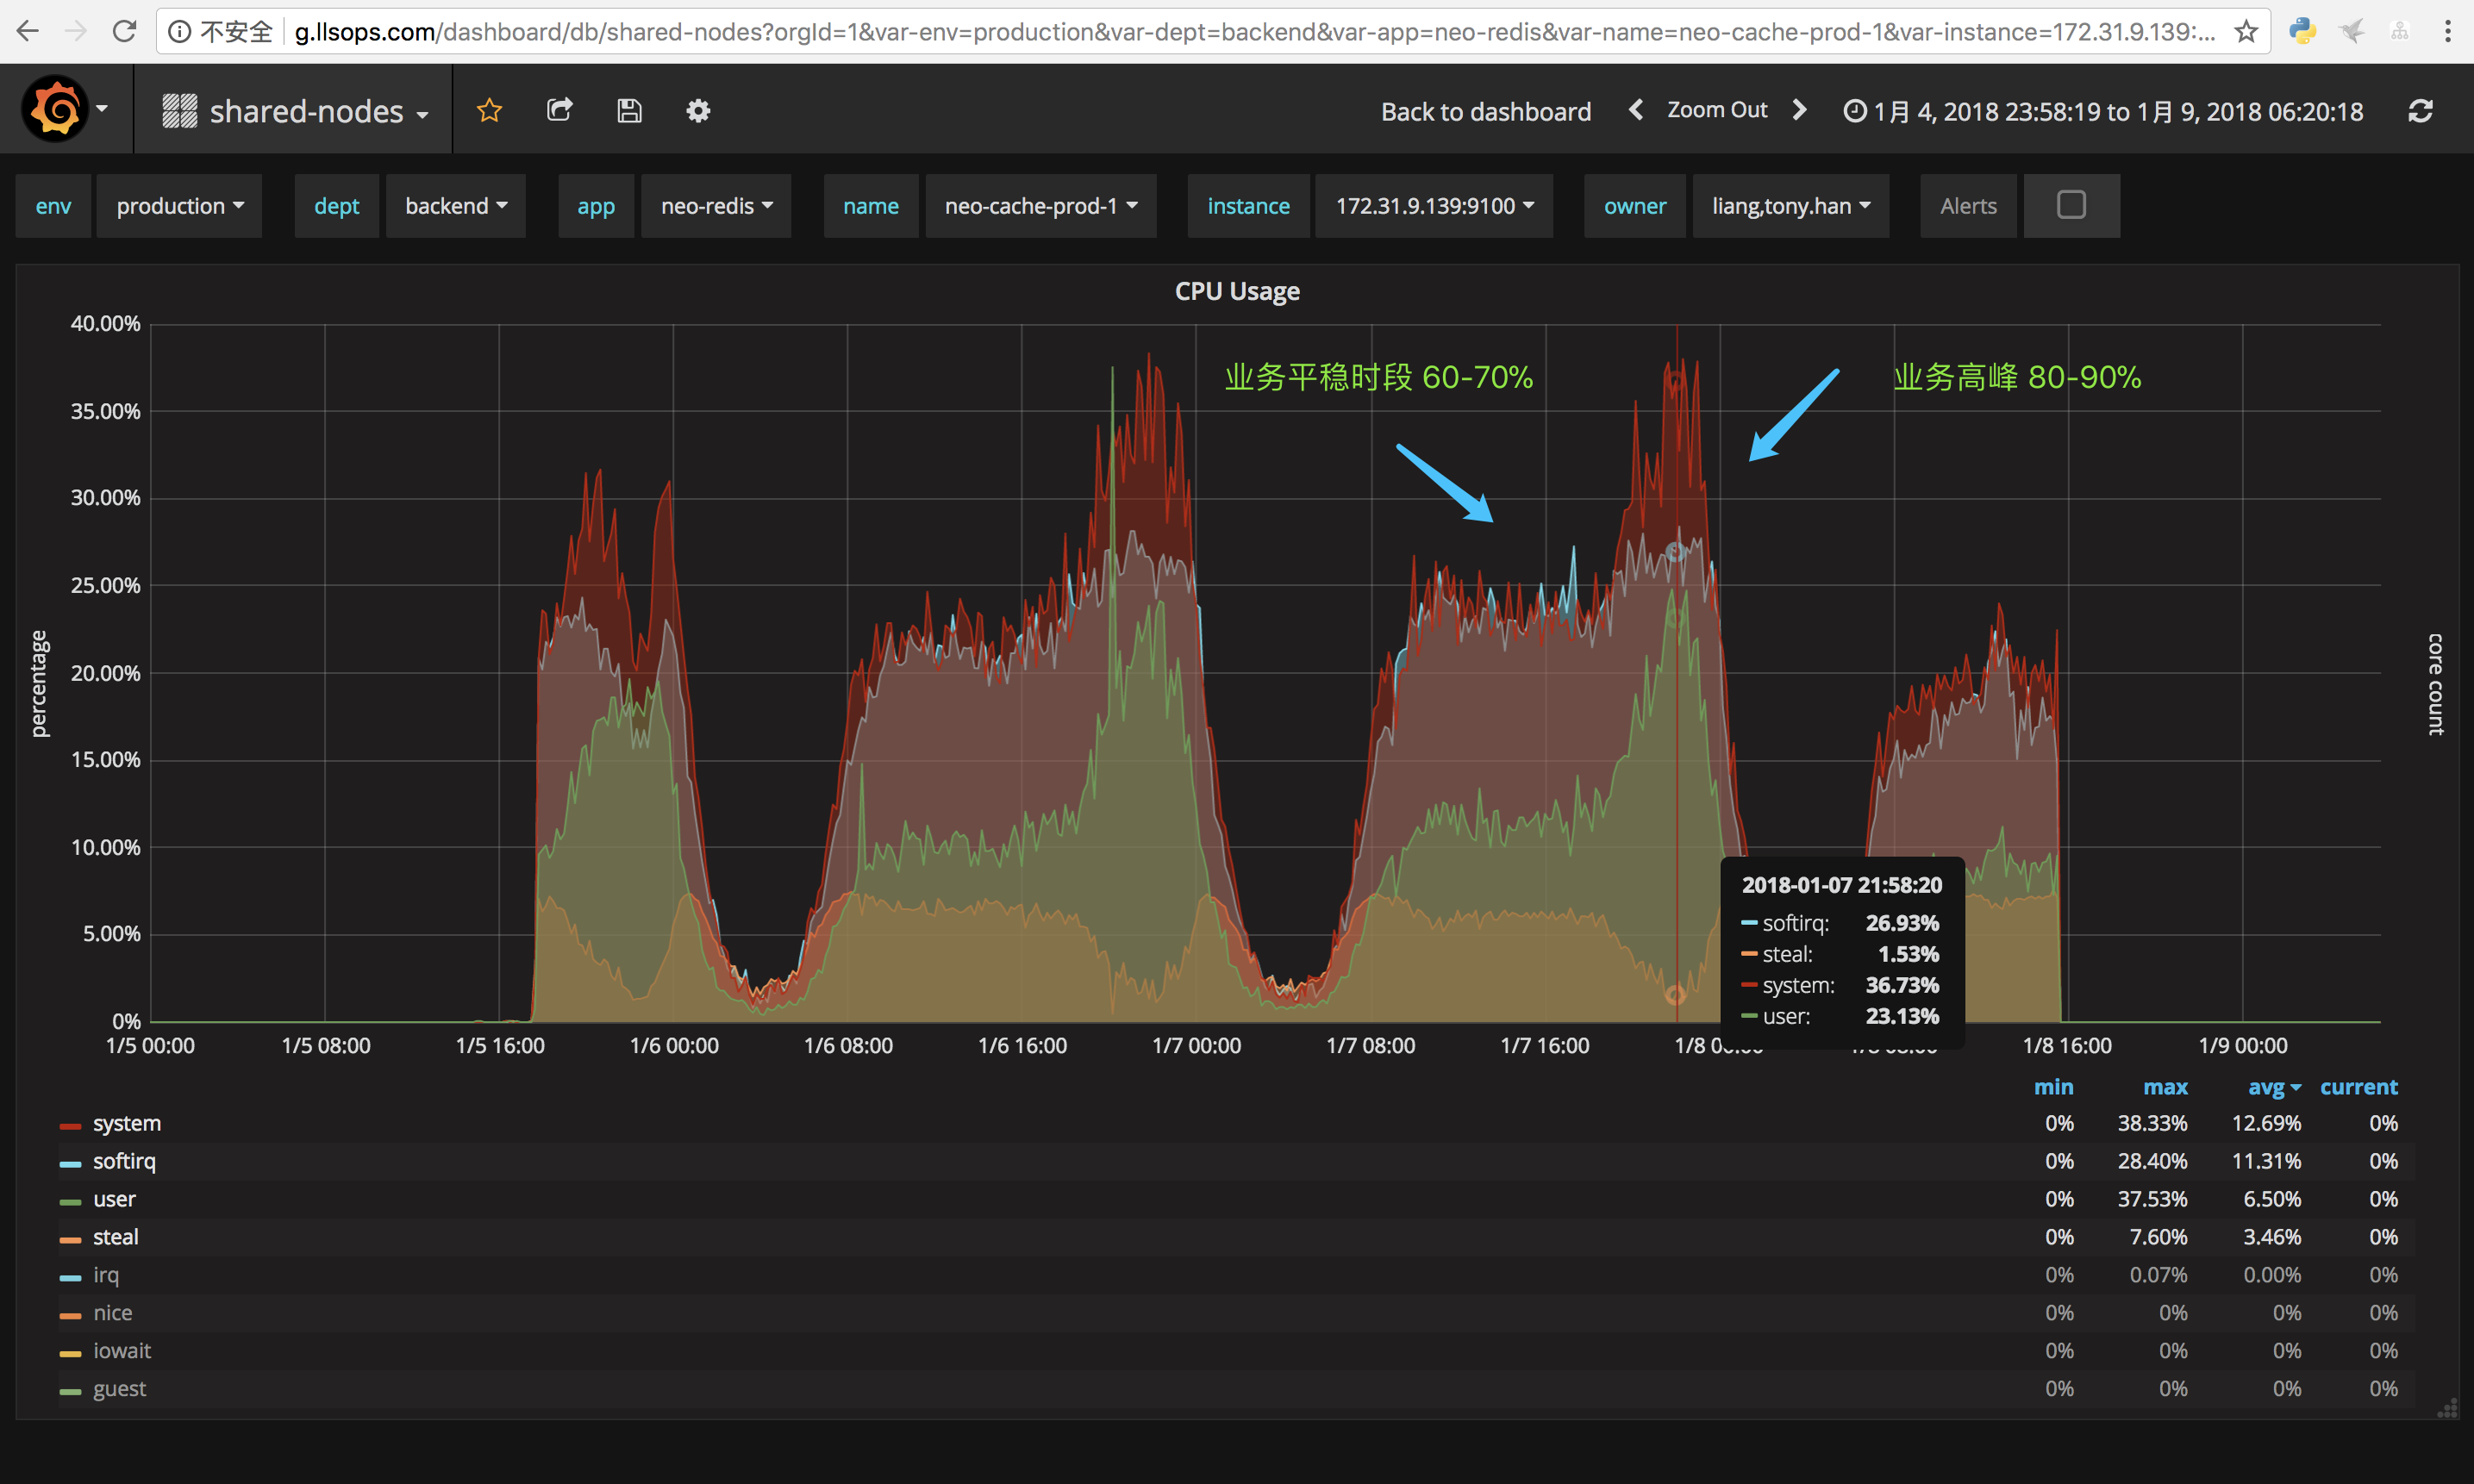 不安全 g.llsops.com/dashboard/db/shared-nodes?orgId=1&var-env=production&var-dept=backend&var-app=neo-redis&var-name=neo-cache-prod-1&var-instance=172.31.9.139:...
shared-nodes Back to dashboard Zoom Out 1月 4, 2018 23:58:19 to 1月 9, 2018 06:20:18
env production dept backend app neo-redis name neo-cache-prod-1 instance 172.31.9.139:9100 owner liang,tony.han Alerts
CPU Usage
percentage
core count
40.00%
35.00%
30.00%
25.00%
20.00%
15.00%
10.00%
5.00%
0%
业务平稳时段 60-70%
业务高峰 80-90%
2018-01-07 21:58:20
softirq: 26.93%
steal: 1.53%
system: 36.73%
user: 23.13%
1/5 00:00 1/5 08:00 1/5 16:00 1/6 00:00 1/6 08:00 1/6 16:00 1/7 00:00 1/7 08:00 1/7 16:00 1/8 1/8 16:00 1/9 00:00
min max avg current
system 0% 38.33% 12.69% 0%
softirq 0% 28.40% 11.31% 0%
user 0% 37.53% 6.50% 0%
steal 0% 7.60% 3.46% 0%
irq 0% 0.07% 0.00% 0%
nice 0% 0% 0% 0%
iowait 0% 0% 0% 0%
guest 0% 0% 0% 0%